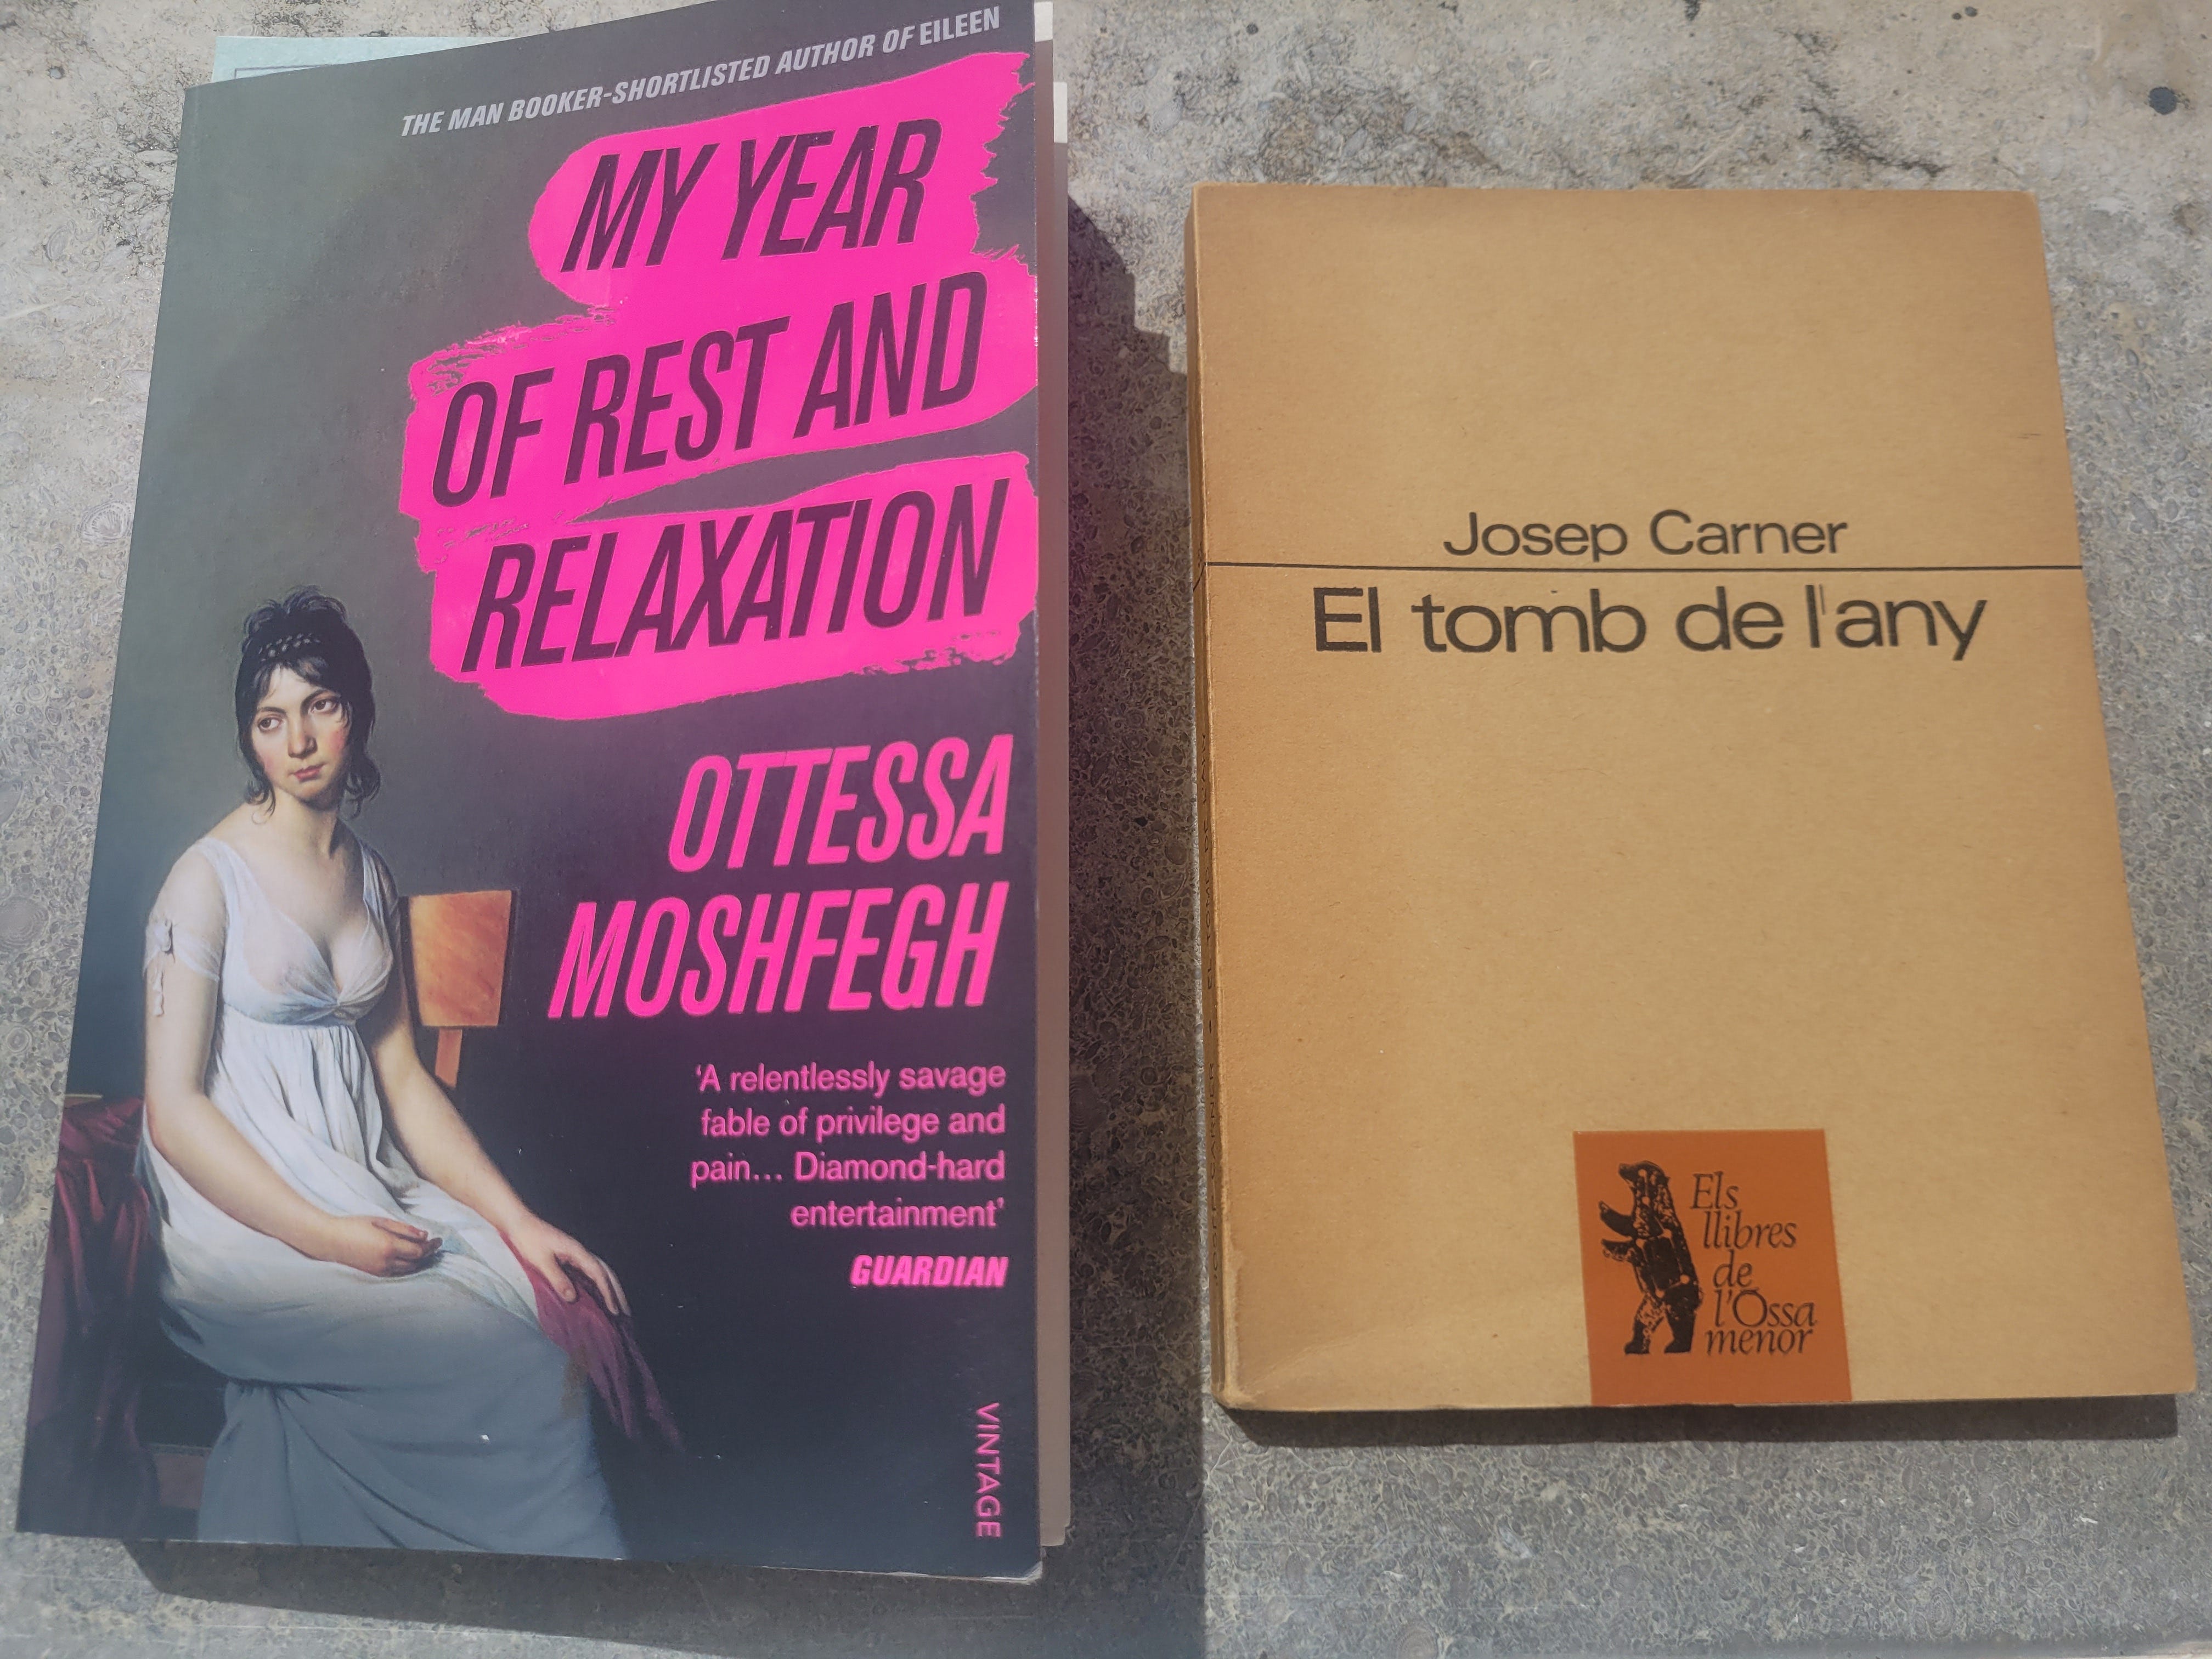 THE MAN BOOKER-SHORTLISTED AUTHOR OF EILEEN
MY YEAR
OF REST AND
RELAXATION
OTTESSA
MOSHFEGH
'A relentlessly savage
fable of privilege and
pain... Diamond-hard
entertainment'
GUARDIAN
VINTAGE
Josep Carner
El tomb de l'any
Els
llibres
de
l'Ossa
menor